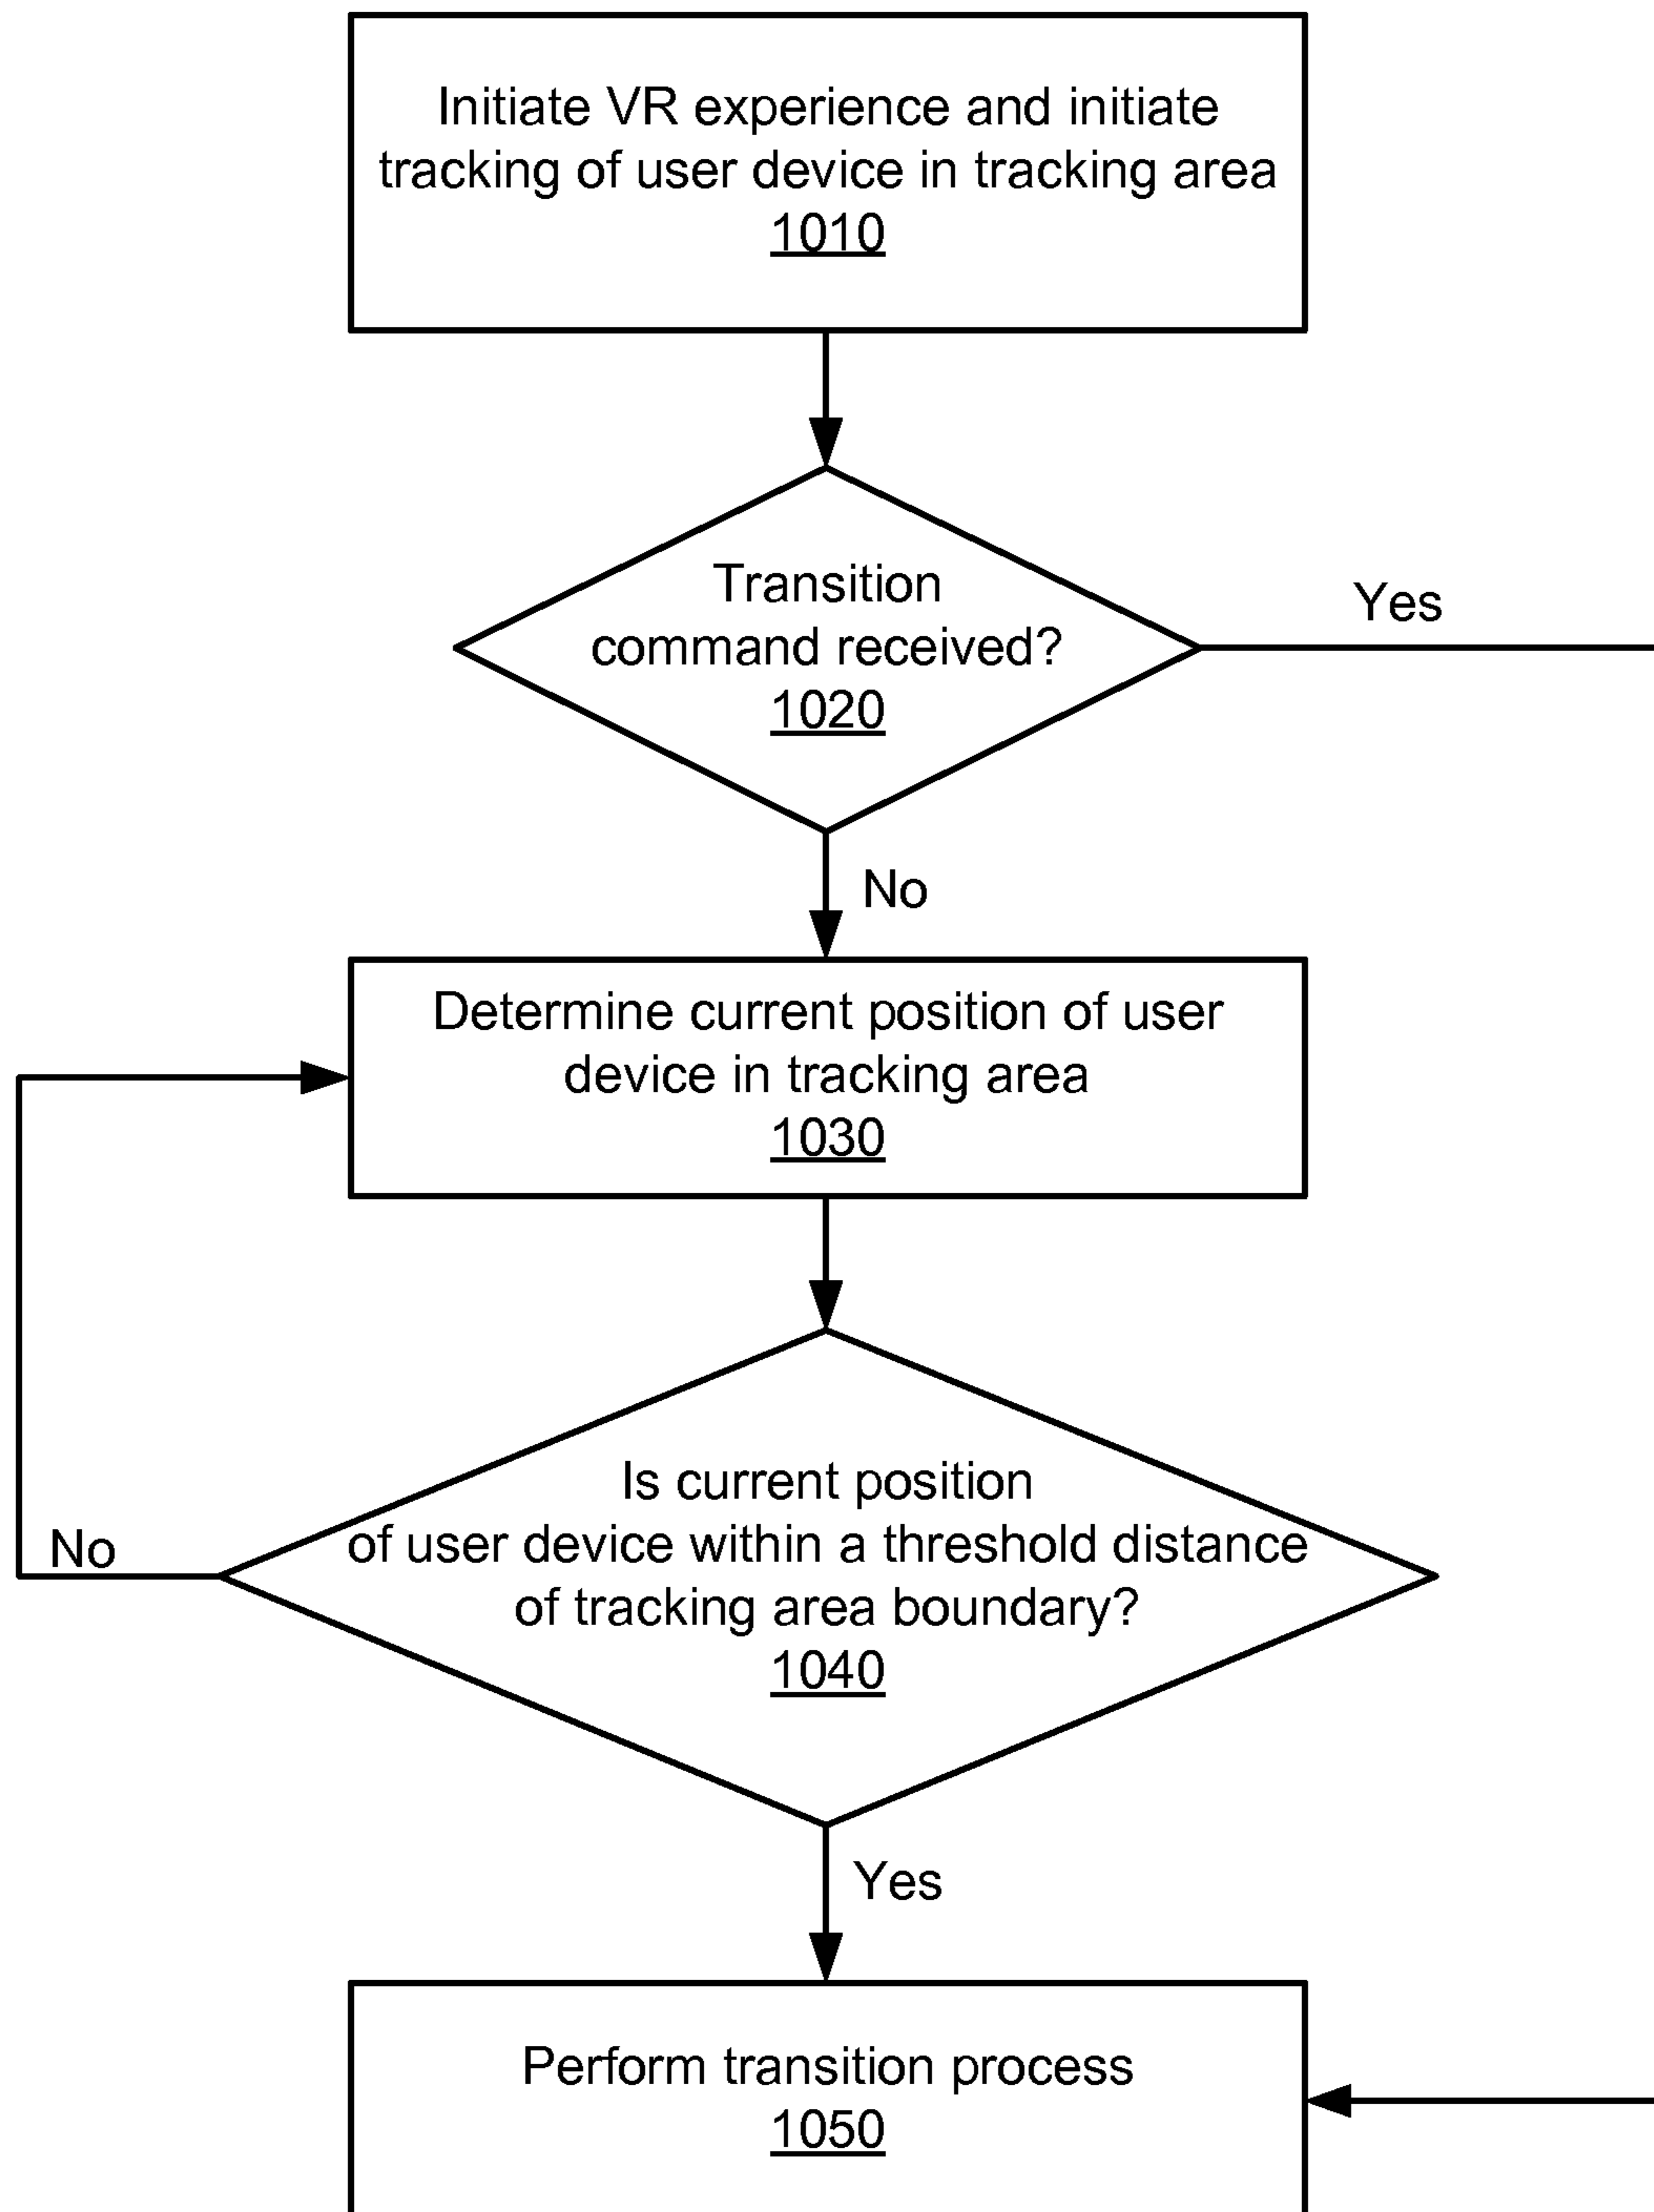 Initiate VR experience and initiate
tracking of user device in tracking area
1010
Transition
command received?
1020
Yes
No
Determine current position of user
device in tracking area
1030
Is current position
of user device within a threshold distance
of tracking area boundary?
1040
No
Yes
Perform transition process
1050